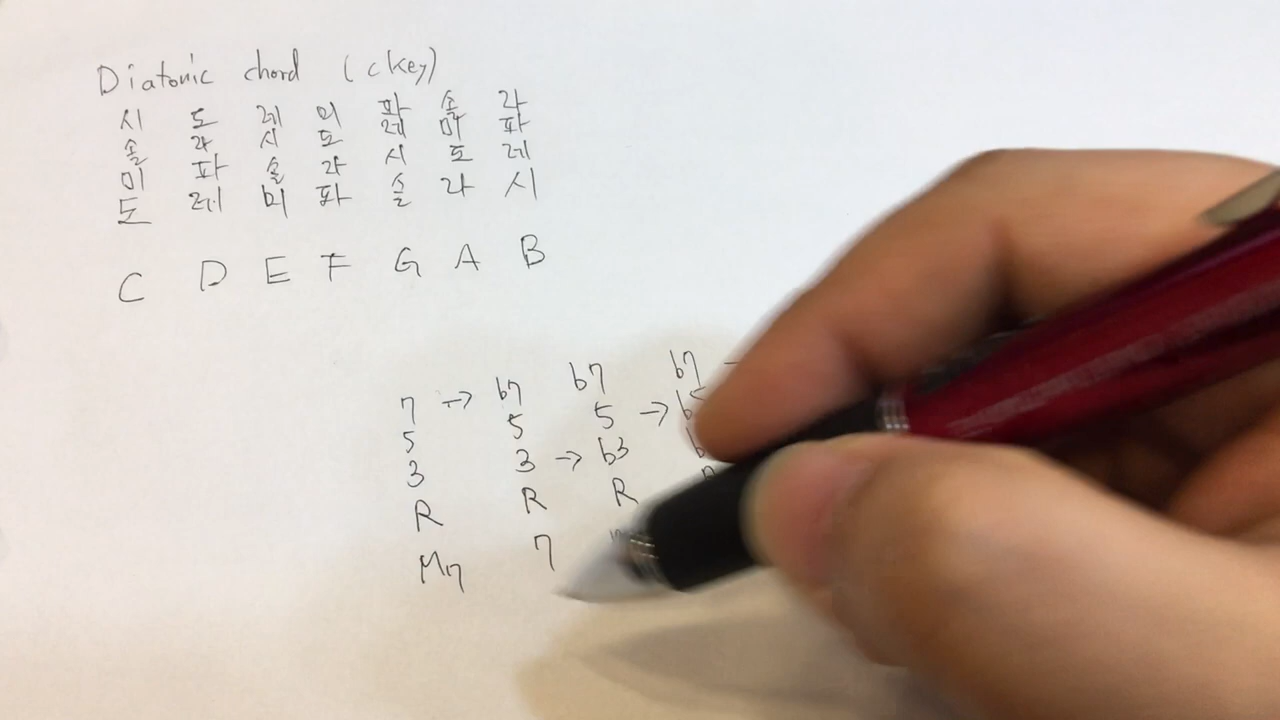 Diatonic chord (c key)
시 도 레 미 파 솔 라
솔 라 시 도 레 미 파
미 파 솔 라 시 도 레
도 레 미 파 솔 라 시
C D E F G A B
7 → b7 b7 b7
5 5 5 → b5
3 3 → b3
R R R
M7 7